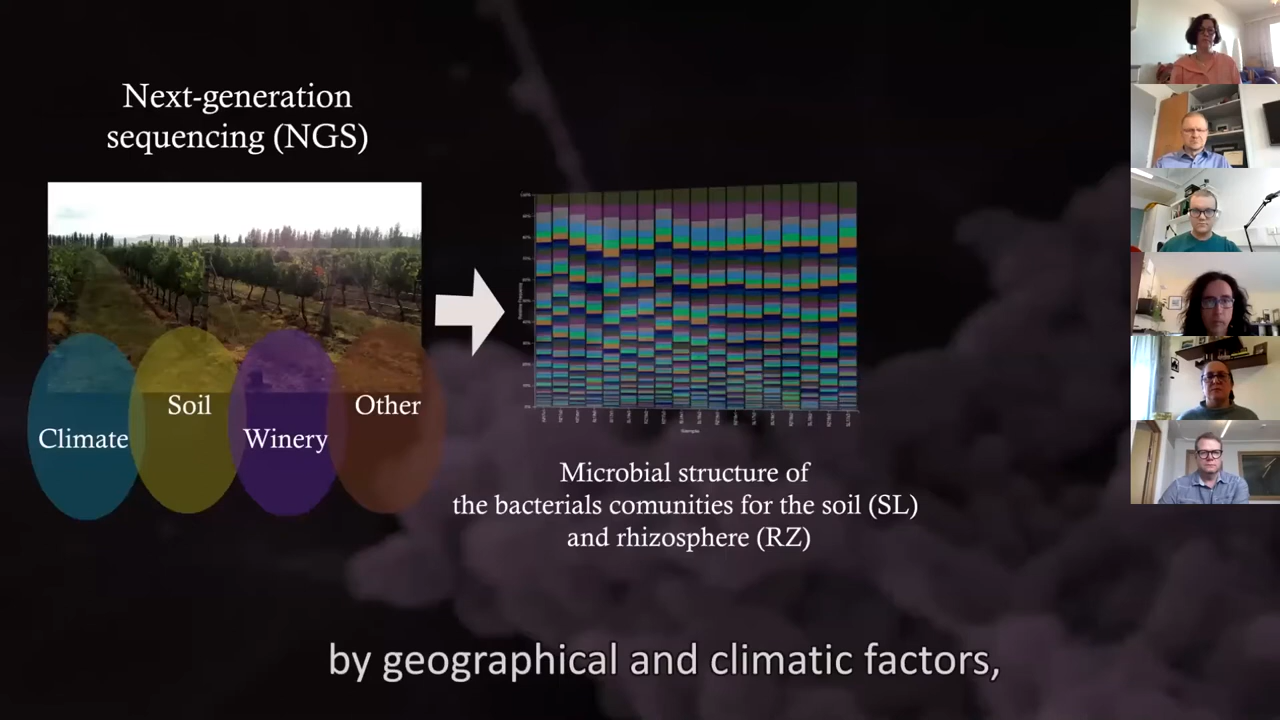 Next-generation
sequencing (NGS)
Climate
Soil
Winery
Other
Microbial structure of
the bacterials comunities for the soil (SL)
and rhizosphere (RZ)
by geographical and climatic factors,